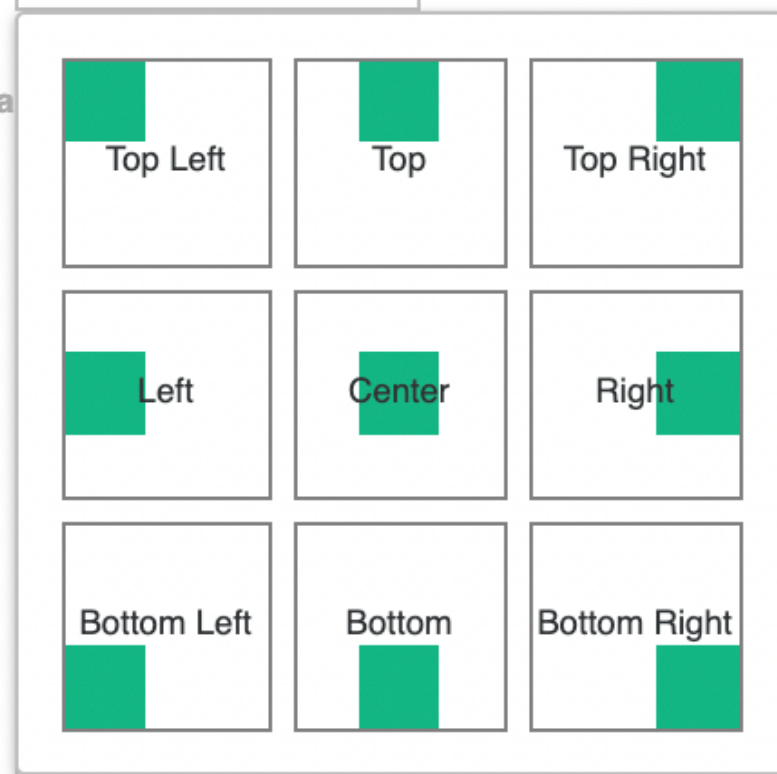 a
Top Left
Top
Top Right
Left
Center
Right
Bottom Left
Bottom
Bottom Right